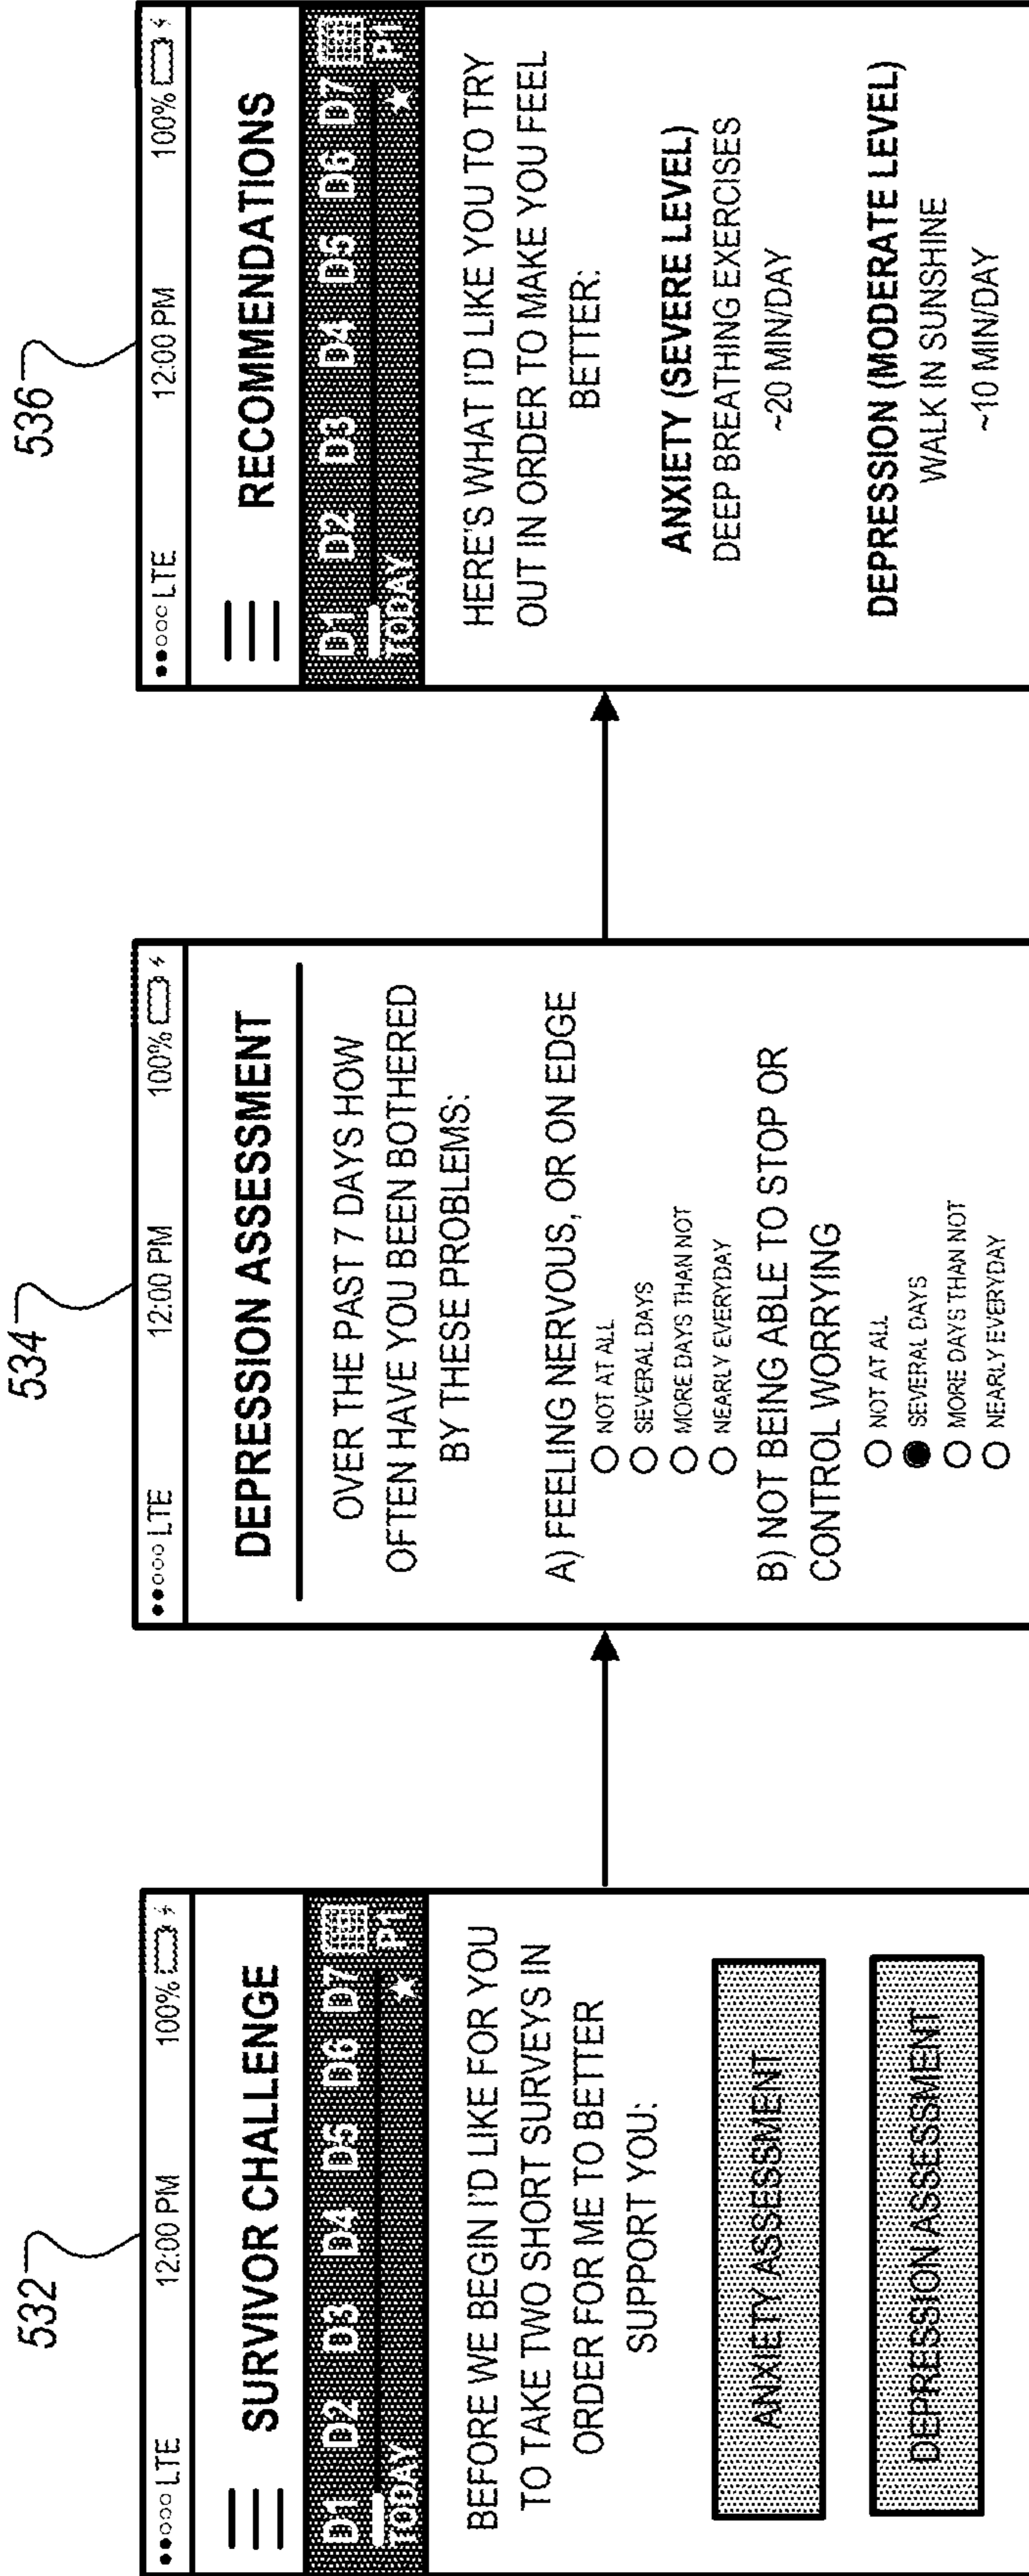 532
●●○○○ LTE 12:00 PM 100%
SURVIVOR CHALLENGE
D1 D2 D3 D4 D5 D6 D7
TODAY P1
BEFORE WE BEGIN I'D LIKE FOR YOU
TO TAKE TWO SHORT SURVEYS IN
ORDER FOR ME TO BETTER
SUPPORT YOU:
ANXIETY ASSESSMENT
DEPRESSION ASSESSMENT
534
●●○○○ LTE 12:00 PM 100%
DEPRESSION ASSESSMENT
OVER THE PAST 7 DAYS HOW
OFTEN HAVE YOU BEEN BOTHERED
BY THESE PROBLEMS:
A) FEELING NERVOUS, OR ON EDGE
NOT AT ALL
SEVERAL DAYS
MORE DAYS THAN NOT
NEARLY EVERYDAY
B) NOT BEING ABLE TO STOP OR
CONTROL WORRYING
NOT AT ALL
SEVERAL DAYS
MORE DAYS THAN NOT
NEARLY EVERYDAY
536
●●○○○ LTE 12:00 PM 100%
RECOMMENDATIONS
D1 D2 D3 D4 D5 D6 D7
TODAY P1
HERE'S WHAT I'D LIKE YOU TO TRY
OUT IN ORDER TO MAKE YOU FEEL
BETTER:
ANXIETY (SEVERE LEVEL)
DEEP BREATHING EXERCISES
~20 MIN/DAY
DEPRESSION (MODERATE LEVEL)
WALK IN SUNSHINE
~10 MIN/DAY